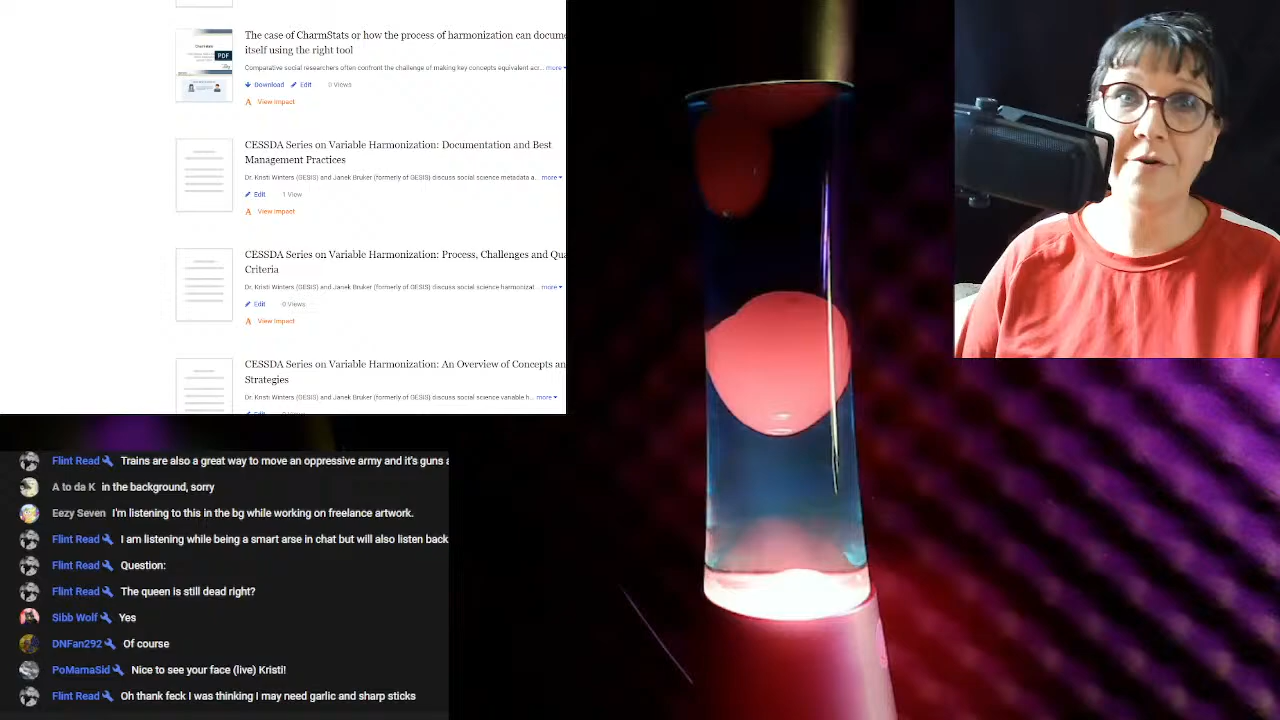 The case of CharmStats or how the process of harmonization can docume
itself using the right tool
PDF
Comparative social researchers often confront the challenge of making key concepts equivalent acr... more
Download Edit 0 Views
View Impact
CESSDA Series on Variable Harmonization: Documentation and Best
Management Practices
Dr. Kristi Winters (GESIS) and Janek Bruker (formerly of GESIS) discuss social science metadata a... more
Edit 1 View
View Impact
CESSDA Series on Variable Harmonization: Process, Challenges and Qua
Criteria
Dr. Kristi Winters (GESIS) and Janek Bruker (formerly of GESIS) discuss social science harmonizat... more
Edit 0 Views
View Impact
CESSDA Series on Variable Harmonization: An Overview of Concepts an
Strategies
Dr. Kristi Winters (GESIS) and Janek Bruker (formerly of GESIS) discuss social science variable h... more
Flint Read Trains are also a great way to move an oppressive army and it's guns a
A to da K in the background, sorry
Eezy Seven I'm listening to this in the bg while working on freelance artwork.
Flint Read I am listening while being a smart arse in chat but will also listen back
Flint Read Question:
Flint Read The queen is still dead right?
Sibb Wolf Yes
DNFan292 Of course
PoMamaSid Nice to see your face (live) Kristi!
Flint Read Oh thank feck I was thinking I may need garlic and sharp sticks